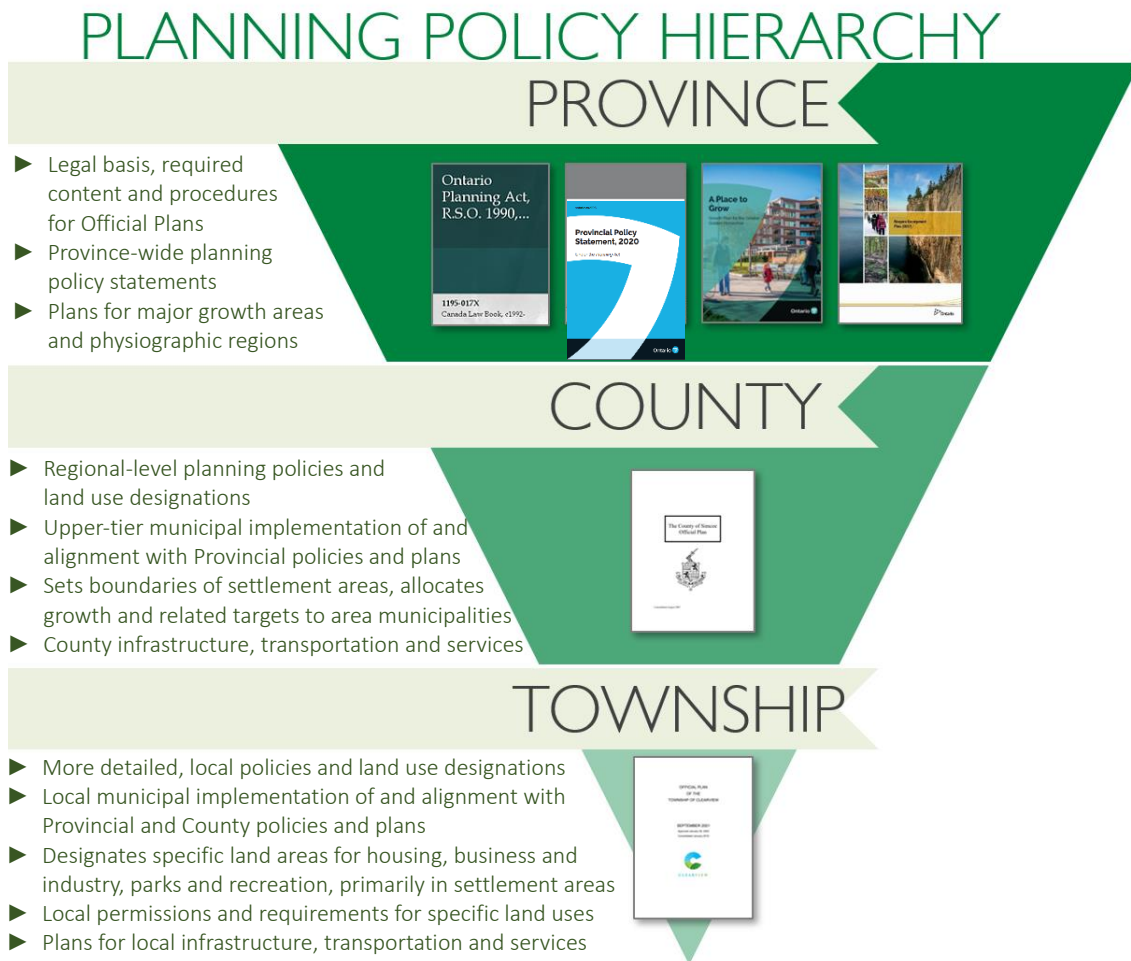 PLANNING POLICY HIERARCHY
PROVINCE
► Legal basis, required
content and procedures
for Official Plans
► Province-wide planning
policy statements
► Plans for major growth areas
and physiographic regions
Ontario
Planning Act,
R.S.O. 1990,...
1195-017X
Canada Law Book, c1992-
Provincial Policy
Statement, 2020
Under the Planning Act
Ontario
A Place to
Grow
Ontario
Ontario
COUNTY
► Regional-level planning policies and
land use designations
► Upper-tier municipal implementation of and
alignment with Provincial policies and plans
► Sets boundaries of settlement areas, allocates
growth and related targets to area municipalities
► County infrastructure, transportation and services
The County of Simcoe
Official Plan
TOWNSHIP
► More detailed, local policies and land use designations
► Local municipal implementation of and alignment with
Provincial and County policies and plans
► Designates specific land areas for housing, business and
industry, parks and recreation, primarily in settlement areas
► Local permissions and requirements for specific land uses
► Plans for local infrastructure, transportation and services
OFFICIAL PLAN
OF THE
TOWNSHIP OF CLEARVIEW
SEPTEMBER 2001
CLEARVIEW